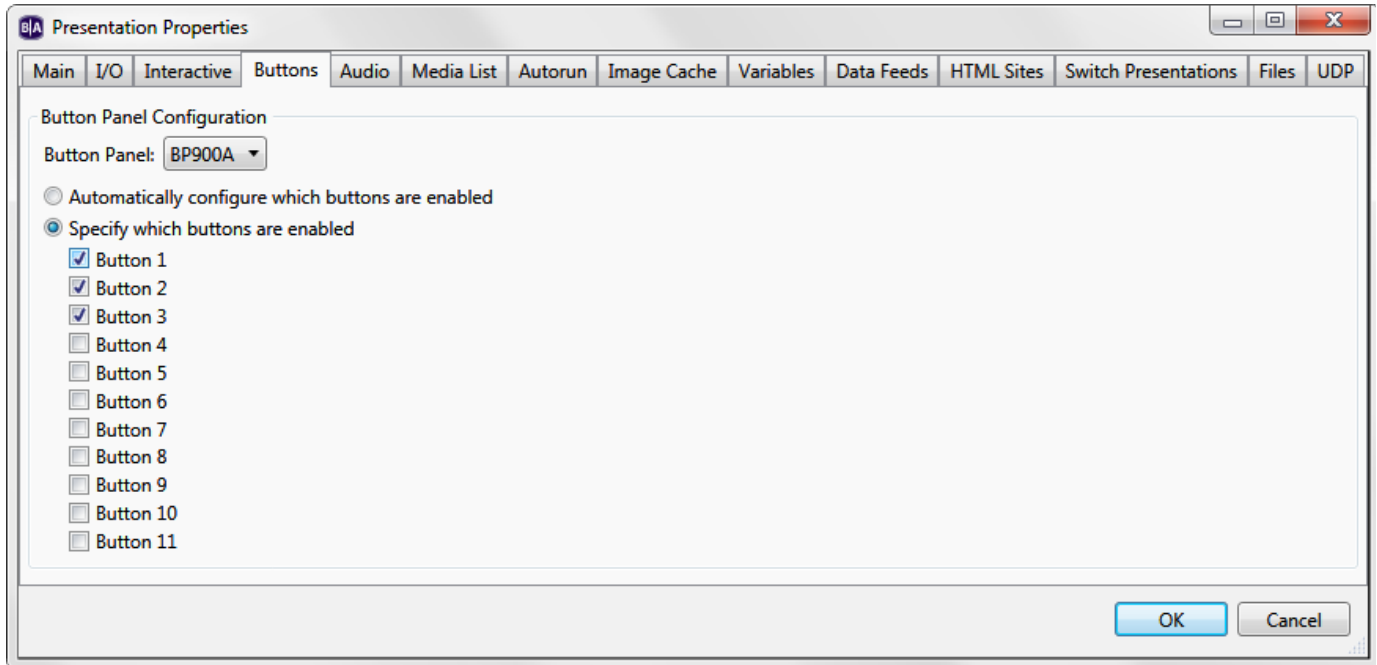 B|A Presentation Properties
Main I/O Interactive Buttons Audio Media List Autorun Image Cache Variables Data Feeds HTML Sites Switch Presentations Files UDP
Button Panel Configuration
Button Panel: BP900A
Automatically configure which buttons are enabled
Specify which buttons are enabled
Button 1
Button 2
Button 3
Button 4
Button 5
Button 6
Button 7
Button 8
Button 9
Button 10
Button 11
OK Cancel